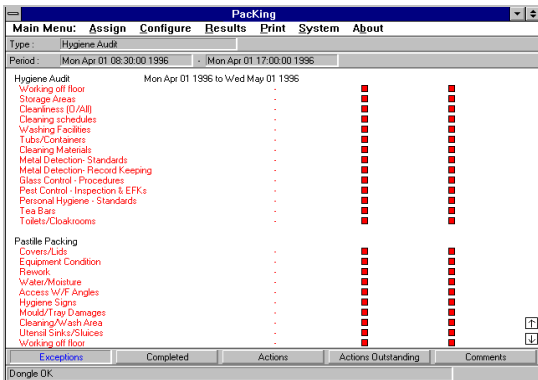 PacKing
Main Menu: Assign Configure Results Print System About
Type : Hygiene Audit
Period : Mon Apr 01 08:30:00 1996 - Mon Apr 01 17:00:00 1996
Hygiene Audit Mon Apr 01 1996 to Wed May 01 1996
Working off floor -
Storage Areas -
Cleanliness (O/All) -
Cleaning schedules -
Washing Facilities -
Tubs/Containers -
Cleaning Materials -
Metal Detection- Standards -
Metal Detection- Record Keeping -
Glass Control - Procedures -
Pest Control - Inspection & EFKs -
Personal Hygiene - Standards -
Tea Bars -
Toilets/Cloakrooms -
Pastille Packing
Covers/Lids -
Equipment Condition -
Rework -
Water/Moisture -
Access W/F Angles -
Hygiene Signs -
Mould/Tray Damages -
Cleaning/Wash Area -
Utensil Sinks/Sluices -
Working off floor -
Exceptions Completed Actions Actions Outstanding Comments
Dongle OK